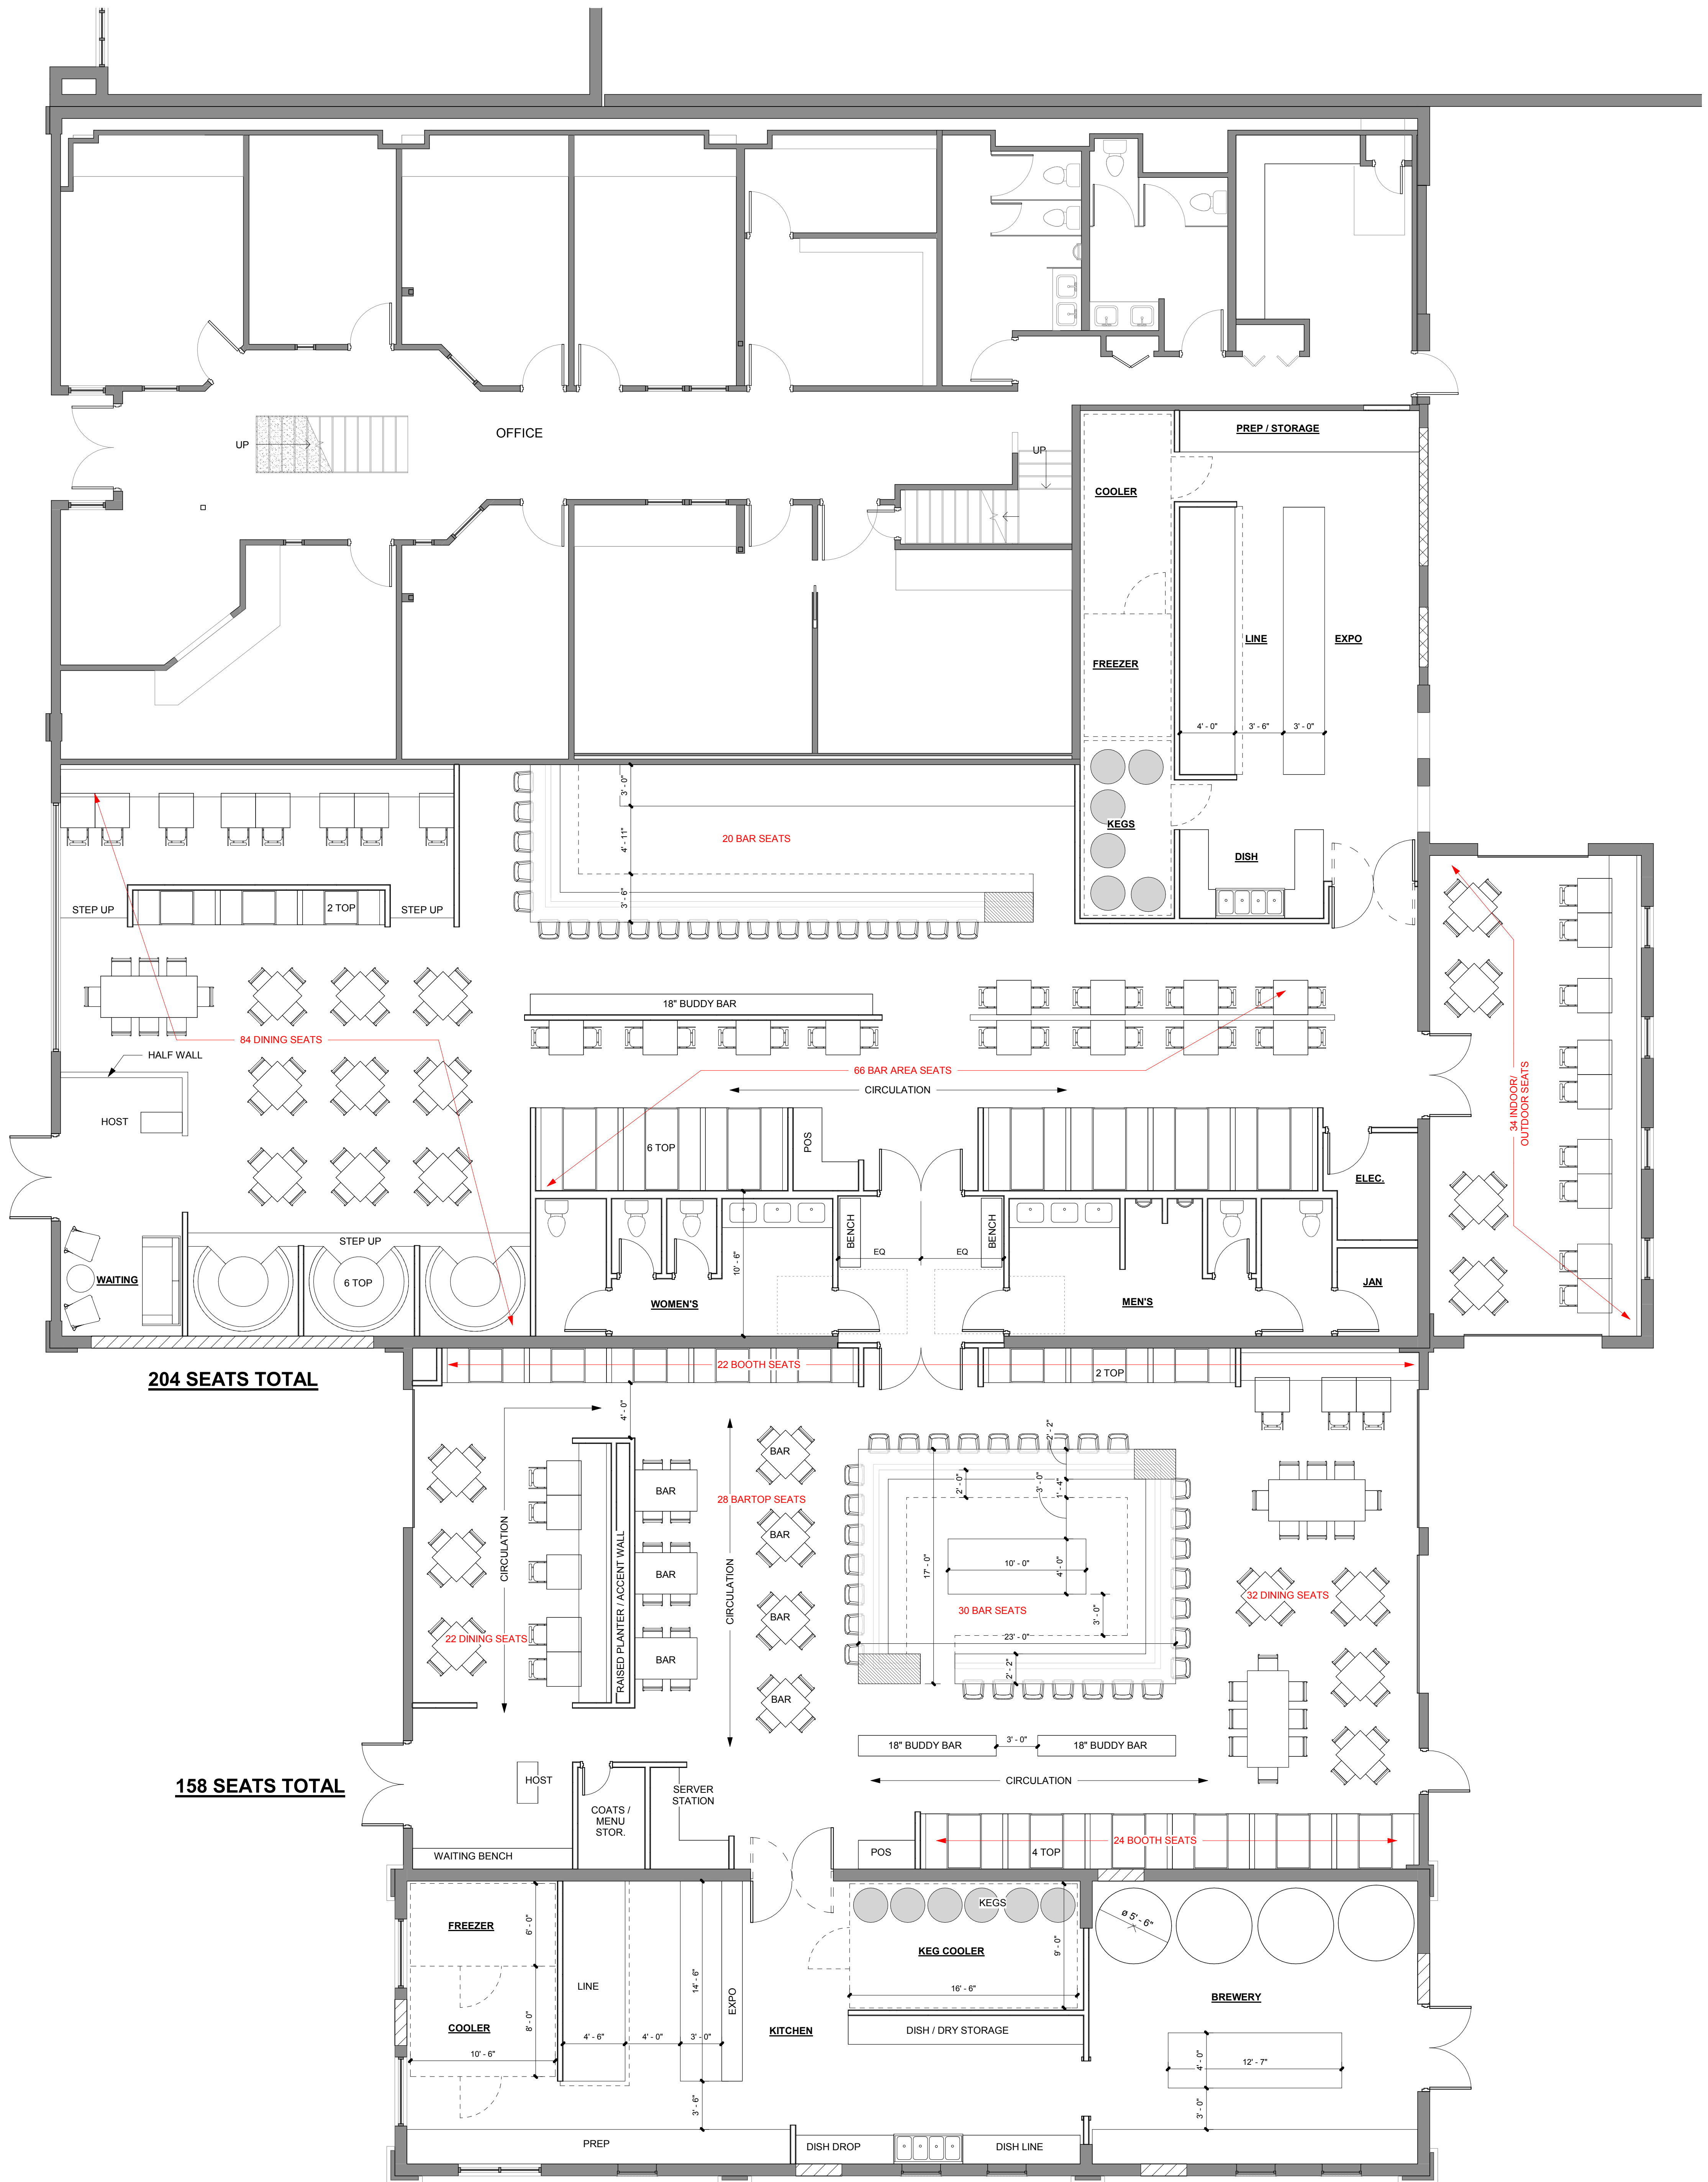 OFFICE
UP
UP
PREP / STORAGE
COOLER
FREEZER
LINE
EXPO
4' - 0"
3' - 6"
3' - 0"
KEGS
DISH
3' - 0"
4' - 11"
3' - 6"
20 BAR SEATS
STEP UP
2 TOP
STEP UP
18" BUDDY BAR
84 DINING SEATS
HALF WALL
66 BAR AREA SEATS
CIRCULATION
HOST
34 INDOOR/
OUTDOOR SEATS
6 TOP
POS
ELEC.
STEP UP
6 TOP
WAITING
10' - 6"
WOMEN'S
BENCH
EQ
EQ
BENCH
MEN'S
JAN
204 SEATS TOTAL
22 BOOTH SEATS
2 TOP
4' - 0"
CIRCULATION
RAISED PLANTER / ACCENT WALL
BAR
BAR
BAR
28 BARTOP SEATS
CIRCULATION
BAR
BAR
BAR
BAR
2' - 2"
2' - 0"
3' - 0"
1' - 4"
17' - 0"
10' - 0"
4' - 0"
3' - 0"
30 BAR SEATS
23' - 0"
2' - 2"
32 DINING SEATS
22 DINING SEATS
18" BUDDY BAR
3' - 0"
18" BUDDY BAR
CIRCULATION
158 SEATS TOTAL
HOST
COATS /
MENU
STOR.
SERVER
STATION
WAITING BENCH
POS
4 TOP
24 BOOTH SEATS
FREEZER
6' - 0"
COOLER
8' - 0"
10' - 6"
LINE
14' - 6"
EXPO
4' - 6"
4' - 0"
3' - 0"
3' - 6"
KITCHEN
KEGS
KEG COOLER
9' - 0"
16' - 6"
DISH / DRY STORAGE
ø 5' - 6"
BREWERY
4' - 0"
12' - 7"
3' - 0"
PREP
DISH DROP
DISH LINE